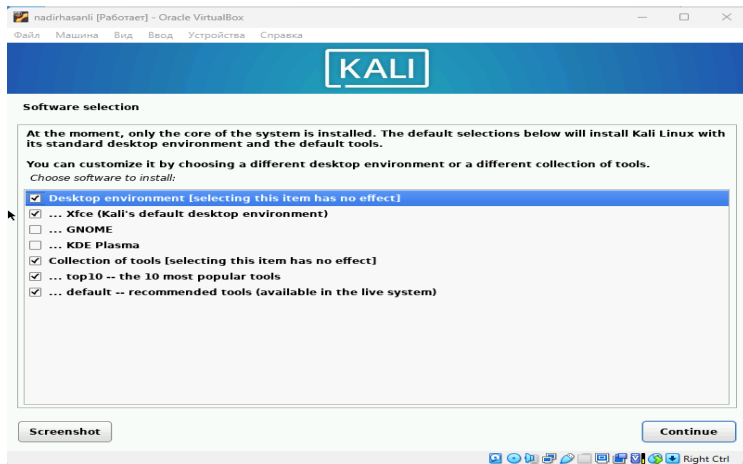 nadirhasanli [Работает] - Oracle VirtualBox
Файл Машина Вид Ввод Устройства Справка
KALI
Software selection
At the moment, only the core of the system is installed. The default selections below will install Kali Linux with
its standard desktop environment and the default tools.
You can customize it by choosing a different desktop environment or a different collection of tools.
Choose software to install:
Desktop environment [selecting this item has no effect]
... Xfce (Kali's default desktop environment)
... GNOME
... KDE Plasma
Collection of tools [selecting this item has no effect]
... top10 -- the 10 most popular tools
... default -- recommended tools (available in the live system)
Screenshot Continue
Right Ctrl